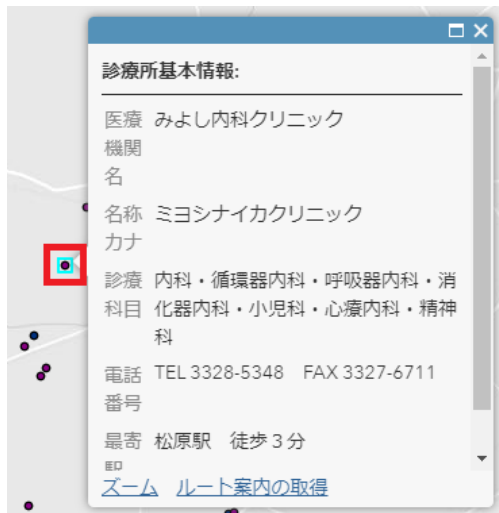 診療所基本情報:
医療 みよし内科クリニック
機関
名
名称 ミヨシナイカクリニック
カナ
診療 内科・循環器内科・呼吸器内科・消
科目 化器内科・小児科・心療内科・精神
科
電話 TEL 3328-5348 FAX 3327-6711
番号
最寄 松原駅 徒歩3分
ズーム ルート案内の取得